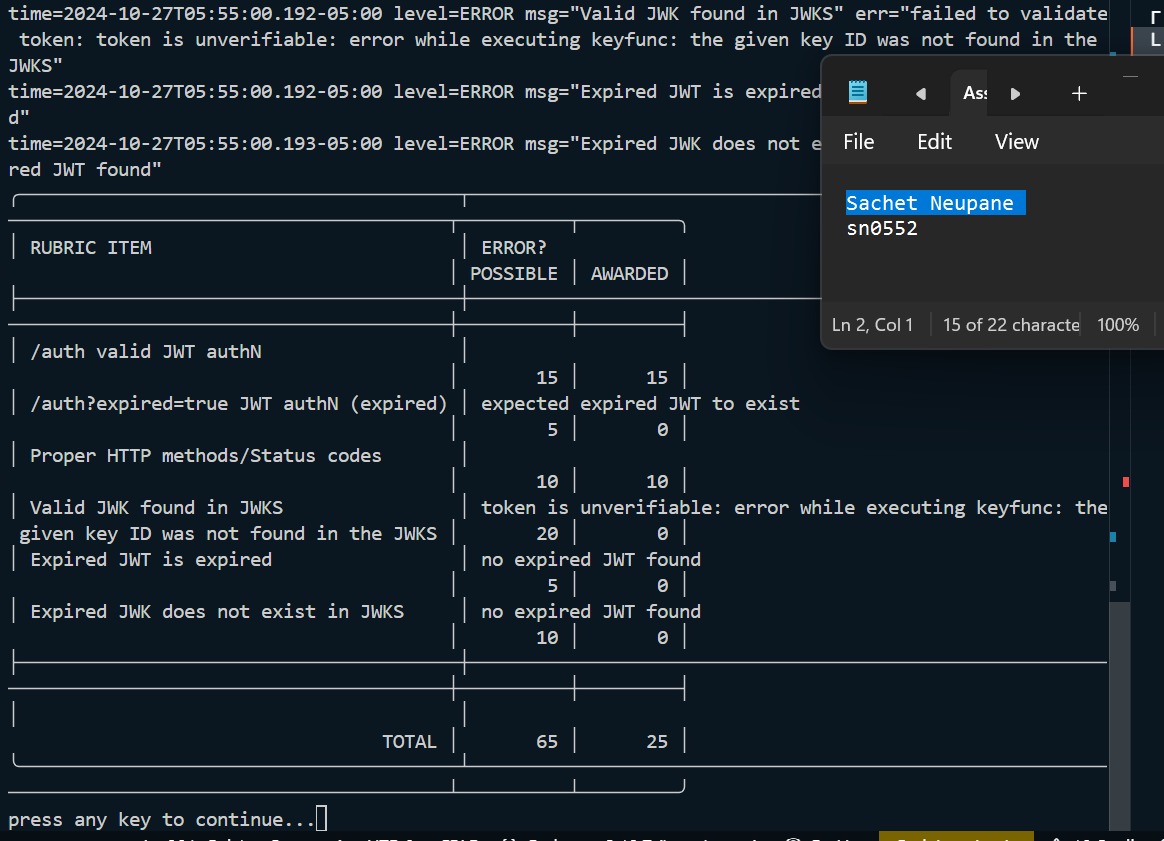 time=2024-10-27T05:55:00.192-05:00 level=ERROR msg="Valid JWK found in JWKS" err="failed to validate
token: token is unverifiable: error while executing keyfunc: the given key ID was not found in the
JWKS"
time=2024-10-27T05:55:00.192-05:00 level=ERROR msg="Expired JWT is expired
d"
time=2024-10-27T05:55:00.193-05:00 level=ERROR msg="Expired JWK does not e
red JWT found"
File Edit View
Sachet Neupane
sn0552
Ln 2, Col 1 15 of 22 characte 100%
RUBRIC ITEM ERROR?
POSSIBLE AWARDED
/auth valid JWT authN
15 15
/auth?expired=true JWT authN (expired) expected expired JWT to exist
5 0
Proper HTTP methods/Status codes
10 10
Valid JWK found in JWKS token is unverifiable: error while executing keyfunc: the
given key ID was not found in the JWKS 20 0
Expired JWT is expired no expired JWT found
5 0
Expired JWK does not exist in JWKS no expired JWT found
10 0
TOTAL 65 25
press any key to continue...